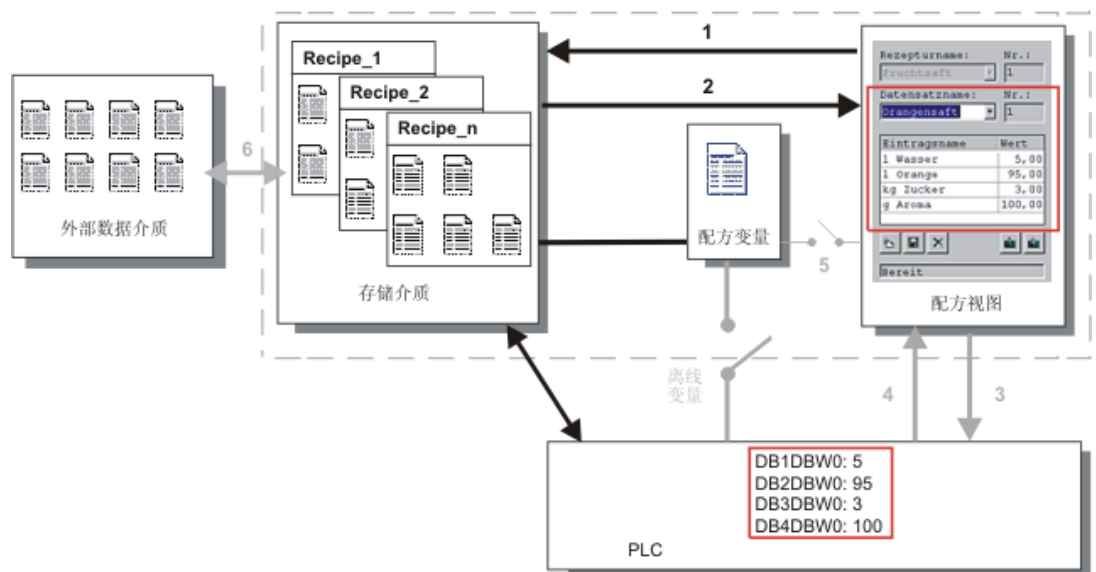 1
Recipe_1
Recipe_2
Recipe_n
2
6
外部数据介质
存储介质
配方变量
5
Rezepturname: Nr.:
Fruchtsaft 1
Datensatzname: Nr.:
Orangensaft 1
Eintragsname Wert
l Wasser 5,00
l Orange 95,00
kg Zucker 3,00
g Aroma 100,00
Bereit
配方视图
离线
变量
4
3
DB1DBW0: 5
DB2DBW0: 95
DB3DBW0: 3
DB4DBW0: 100
PLC